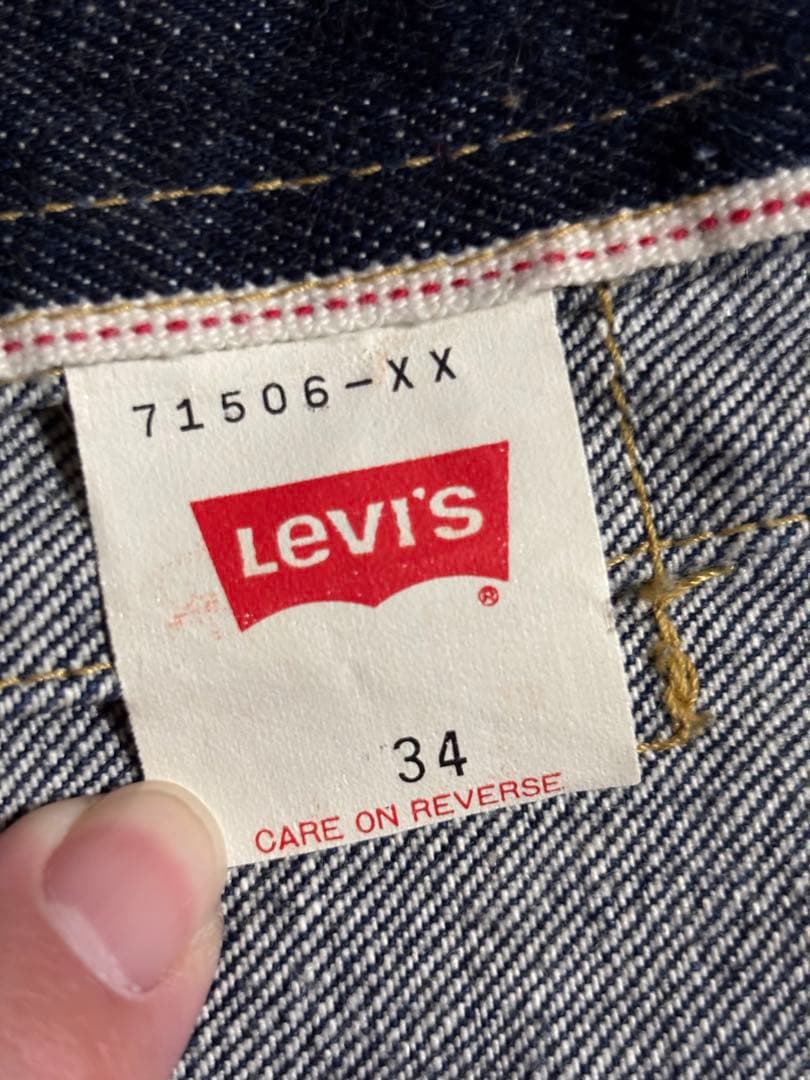 71506-XX
LEVI'S
®
34
CARE ON REVERSE